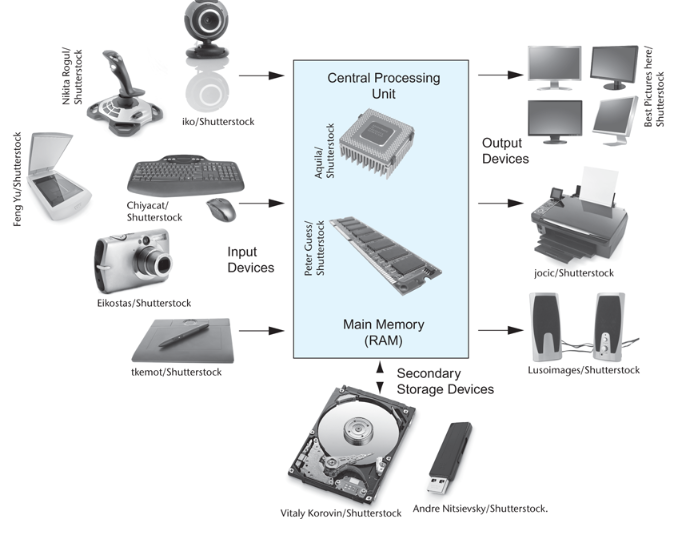 Nikita Rogul/
Shutterstock
iko/Shutterstock
Feng Yu/Shutterstock
Chiyacat/
Shutterstock
Input
Devices
Eikostas/Shutterstock
tkemot/Shutterstock
Central Processing
Unit
Aquila/
Shutterstock
Peter Guess/
Shutterstock
Main Memory
(RAM)
Output
Devices
Best Pictures here/
Shutterstock
jocic/Shutterstock
Lusoimages/Shutterstock
Secondary
Storage Devices
Vitaly Korovin/Shutterstock
Andre Nitsievsky/Shutterstock.